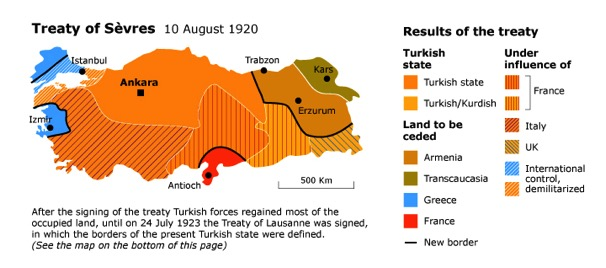 Treaty of Sèvres 10 August 1920
Istanbul
Ankara
Trabzon
Kars
Erzurum
Izmir
Antioch
500 Km
After the signing of the treaty Turkish forces regained most of the
occupied land, until on 24 July 1923 the Treaty of Lausanne was signed,
in which the borders of the present Turkish state were defined.
(See the map on the bottom of this page)
Results of the treaty
Turkish
state
Turkish state
Turkish/Kurdish
Land to be
ceded
Armenia
Transcaucasia
Greece
France
New border
Under
influence of
France
Italy
UK
International
control,
demilitarized